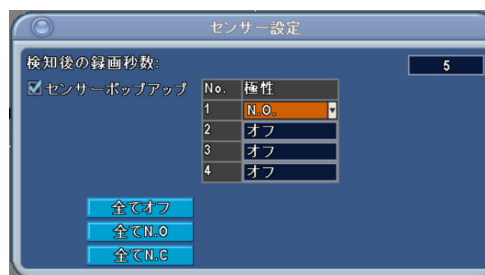 センサー設定
検知後の録画秒数: 5
センサーポップアップ
No. 極性
1 N.O.
2 オフ
3 オフ
4 オフ
全てオフ
全てN.O
全てN.C